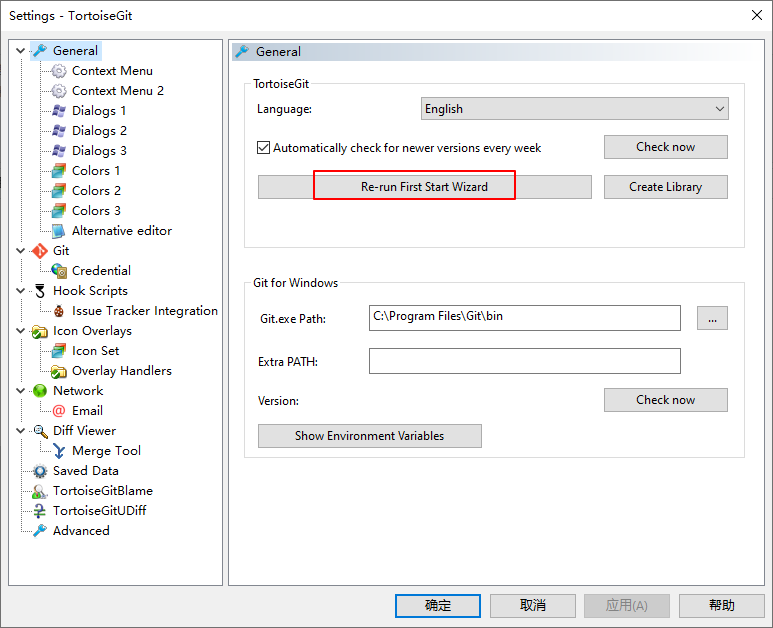 Settings - TortoiseGit
General
Context Menu
Context Menu 2
Dialogs 1
Dialogs 2
Dialogs 3
Colors 1
Colors 2
Colors 3
Alternative editor
Git
Credential
Hook Scripts
Issue Tracker Integration
Icon Overlays
Icon Set
Overlay Handlers
Network
Email
Diff Viewer
Merge Tool
Saved Data
TortoiseGitBlame
TortoiseGitUDiff
Advanced
General
TortoiseGit
Language: English
Automatically check for newer versions every week Check now
Re-run First Start Wizard Create Library
Git for Windows
Git.exe Path: C:\Program Files\Git\bin ...
Extra PATH:
Version: Check now
Show Environment Variables
确定 取消 应用(A) 帮助